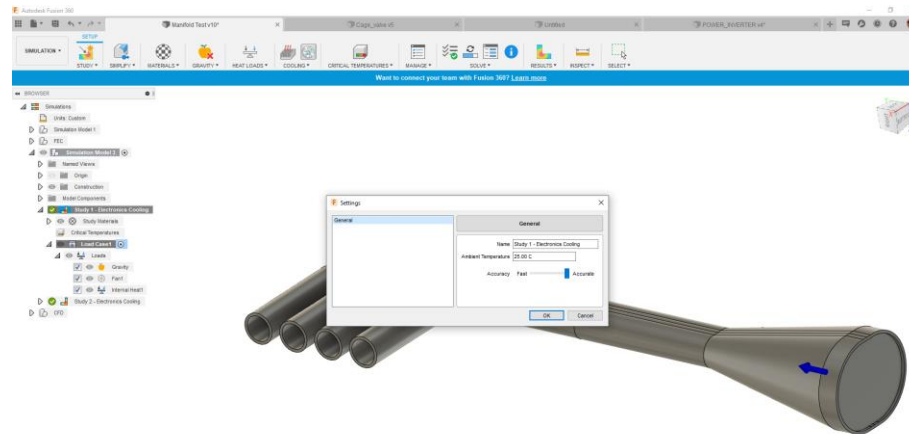 Autodesk Fusion 360
Manifold Test v10*
Cage_valve v5
Untitled
POWER_INVERTER v4*
SETUP
SIMULATION
STUDY
SIMPLIFY
MATERIALS
GRAVITY
HEAT LOADS
COOLING
CRITICAL TEMPERATURES
MANAGE
SOLVE
RESULTS
INSPECT
SELECT
Want to connect your team with Fusion 360? Learn more
BROWSER
Simulations
Units: Custom
Simulation Model 1
FEC
Simulation Model 3
Named Views
Origin
Construction
Model Components
Study 1 - Electronics Cooling
Study Materials
Critical Temperatures
Load Case1
Loads
Gravity
Fan1
Internal Heat1
Study 2 - Electronics Cooling
CFD
Settings
General
General
Name Study 1 - Electronics Cooling
Ambient Temperature 25.00 C
Accuracy Fast Accurate
OK Cancel